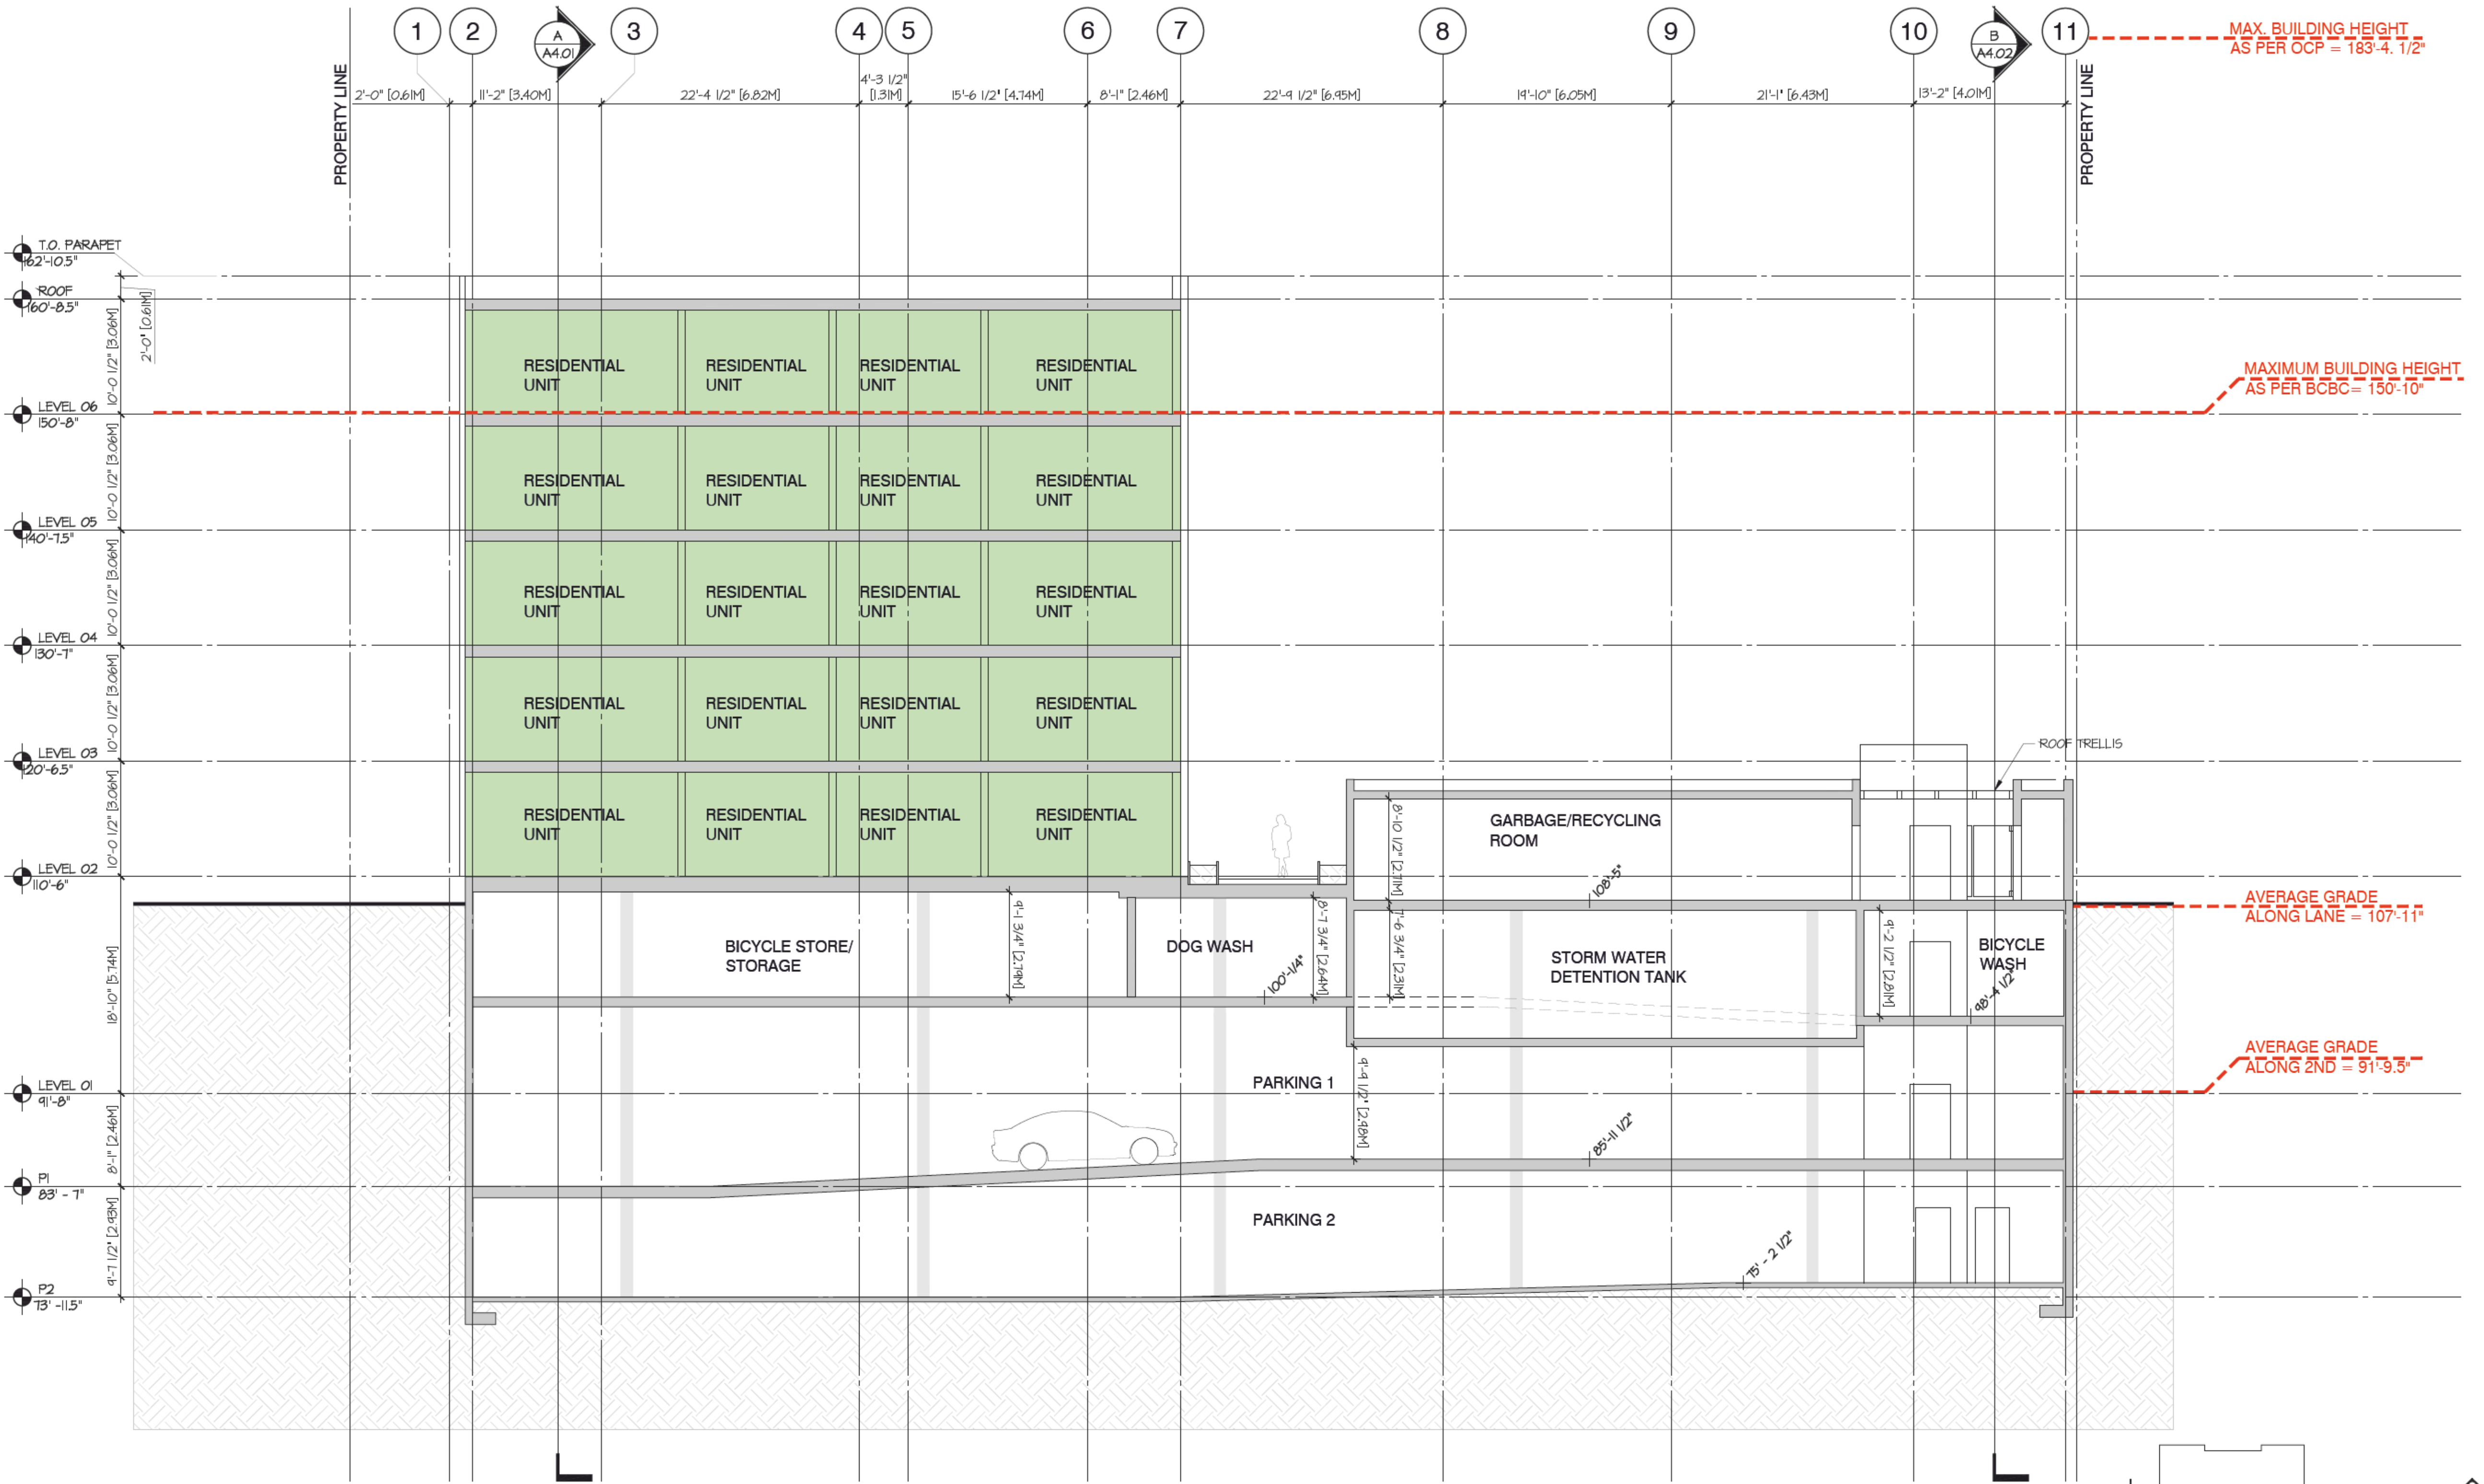 1
2
A
A4.01
3
4
5
6
7
8
9
10
B
A4.02
11
MAX. BUILDING HEIGHT
AS PER OCP = 183'-4. 1/2"
PROPERTY LINE
2'-0" [0.61M]
11'-2" [3.40M]
22'-4 1/2" [6.82M]
4'-3 1/2"
[1.31M]
15'-6 1/2" [4.74M]
8'-1" [2.46M]
22'-9 1/2" [6.95M]
19'-10" [6.05M]
21'-1" [6.43M]
13'-2" [4.01M]
PROPERTY LINE
T.O. PARAPET
162'-10.5"
ROOF
160'-8.5"
2'-0" [0.61M]
10'-0 1/2" [3.06M]
RESIDENTIAL
UNIT
RESIDENTIAL
UNIT
RESIDENTIAL
UNIT
RESIDENTIAL
UNIT
MAXIMUM BUILDING HEIGHT
AS PER BCBC= 150'-10"
LEVEL 06
150'-8"
10'-0 1/2" [3.06M]
RESIDENTIAL
UNIT
RESIDENTIAL
UNIT
RESIDENTIAL
UNIT
RESIDENTIAL
UNIT
LEVEL 05
140'-7.5"
10'-0 1/2" [3.06M]
RESIDENTIAL
UNIT
RESIDENTIAL
UNIT
RESIDENTIAL
UNIT
RESIDENTIAL
UNIT
LEVEL 04
130'-7"
10'-0 1/2" [3.06M]
RESIDENTIAL
UNIT
RESIDENTIAL
UNIT
RESIDENTIAL
UNIT
RESIDENTIAL
UNIT
LEVEL 03
120'-6.5"
10'-0 1/2" [3.06M]
RESIDENTIAL
UNIT
RESIDENTIAL
UNIT
RESIDENTIAL
UNIT
RESIDENTIAL
UNIT
ROOF TRELLIS
8'-10 1/2" [2.71M]
GARBAGE/RECYCLING
ROOM
108'-5"
LEVEL 02
110'-6"
18'-10" [5.74M]
AVERAGE GRADE
ALONG LANE = 107'-11"
BICYCLE STORE/
STORAGE
9'-1 3/4" [2.79M]
DOG WASH
100'-1/4"
8'-7 3/4" [2.64M]
7'-6 3/4" [2.31M]
STORM WATER
DETENTION TANK
9'-2 1/2" [2.81M]
BICYCLE
WASH
98'-4 1/2"
LEVEL 01
91'-8"
8'-1" [2.46M]
PARKING 1
9'-9 1/2" [2.98M]
85'-11 1/2"
AVERAGE GRADE
ALONG 2ND = 91'-9.5"
P1
83' - 7"
9'-7 1/2" [2.93M]
PARKING 2
75' - 2 1/2"
P2
73' -11.5"